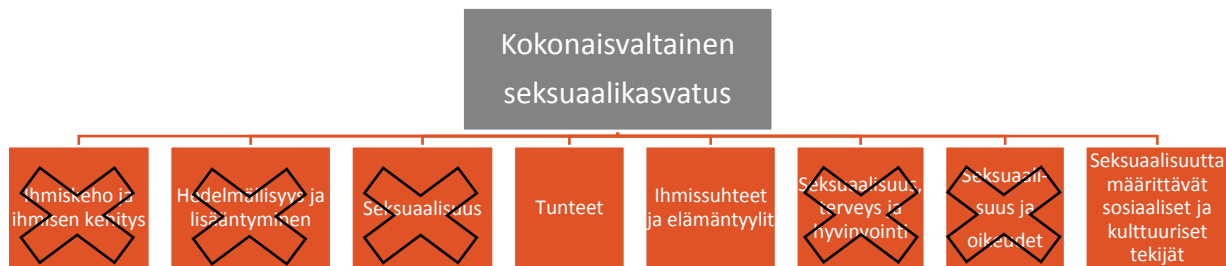 Kokonaisvaltainen
seksuaalikasvatus
Ihmiskeho ja
ihmisen kehitys
Hedelmällisyys ja
lisääntyminen
Seksuaalisuus
Tunteet
Ihmissuhteet
ja elämäntyylit
Seksuaalisuus,
terveys ja
hyvinvointi
Seksuaali-
suus ja
oikeudet
Seksuaalisuutta
määrittävät
sosiaaliset ja
kulttuuriset
tekijät